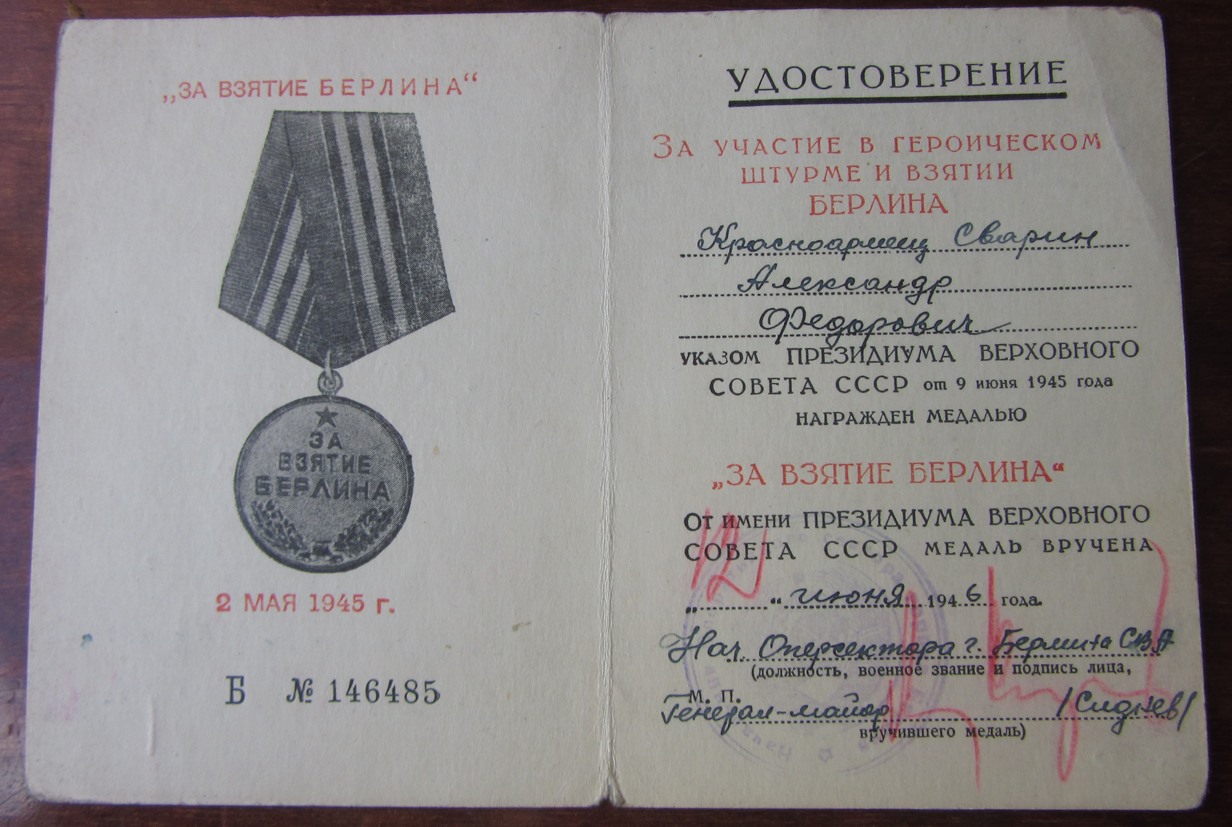 „ЗА ВЗЯТИЕ БЕРЛИНА“
ЗА
ВЗЯТИЕ
БЕРЛИНА
2 МАЯ 1945 г.
Б № 146485
УДОСТОВЕРЕНИЕ
ЗА УЧАСТИЕ В ГЕРОИЧЕСКОМ
ШТУРМЕ И ВЗЯТИИ
БЕРЛИНА
Красноармеец Сварин
Александр
Федорович
УКАЗОМ ПРЕЗИДИУМА ВЕРХОВНОГО
СОВЕТА СССР от 9 июня 1945 года
НАГРАЖДЕН МЕДАЛЬЮ
„ЗА ВЗЯТИЕ БЕРЛИНА“
ОТ ИМЕНИ ПРЕЗИДИУМА ВЕРХОВНОГО
СОВЕТА СССР МЕДАЛЬ ВРУЧЕНА
„12“ июня 1946 года.
Нач Оперсектора г. Берлина СВА
(должность, военное звание и подпись лица,
М. П.
Генерал-майор /Сиднев/
вручившего медаль)